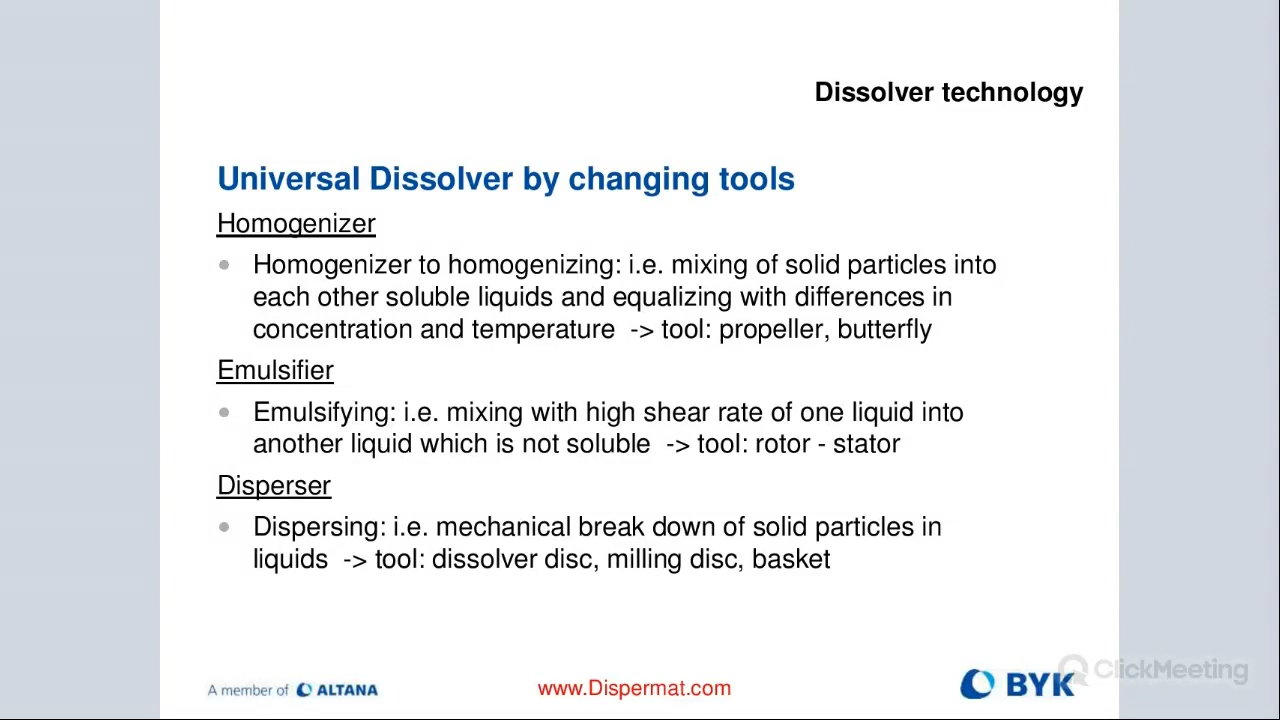 Dissolver technology
Universal Dissolver by changing tools
Homogenizer
• Homogenizer to homogenizing: i.e. mixing of solid particles into
each other soluble liquids and equalizing with differences in
concentration and temperature -> tool: propeller, butterfly
Emulsifier
• Emulsifying: i.e. mixing with high shear rate of one liquid into
another liquid which is not soluble -> tool: rotor - stator
Disperser
• Dispersing: i.e. mechanical break down of solid particles in
liquids -> tool: dissolver disc, milling disc, basket
A member of ALTANA
www.Dispermat.com
BYK
ClickMeeting